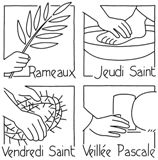 Rameaux
Jeudi Saint
Vendredi Saint
Veillée Pascale